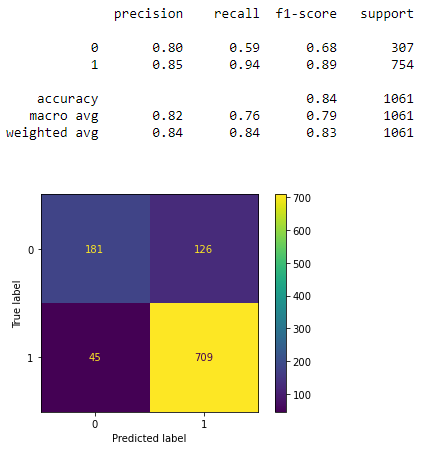 precision recall f1-score support
0 0.80 0.59 0.68 307
1 0.85 0.94 0.89 754
accuracy 0.84 1061
macro avg 0.82 0.76 0.79 1061
weighted avg 0.84 0.84 0.83 1061
700
600
500
400
300
200
100
True label
0 181 126
1 45 709
0 1
Predicted label